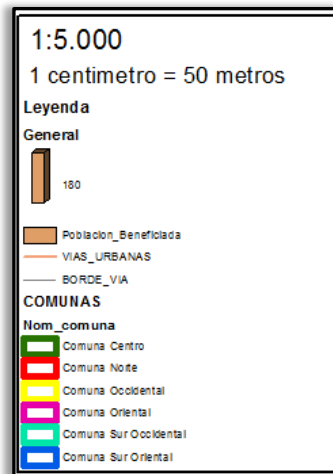 1:5.000
1 centimetro = 50 metros
Leyenda
General
180
Poblacion_Beneficiada
VIAS_URBANAS
BORDE_VIA
COMUNAS
Nom_comuna
Comuna Centro
Comuna Norte
Comuna Occidental
Comuna Oriental
Comuna Sur Occidental
Comuna Sur Oriental